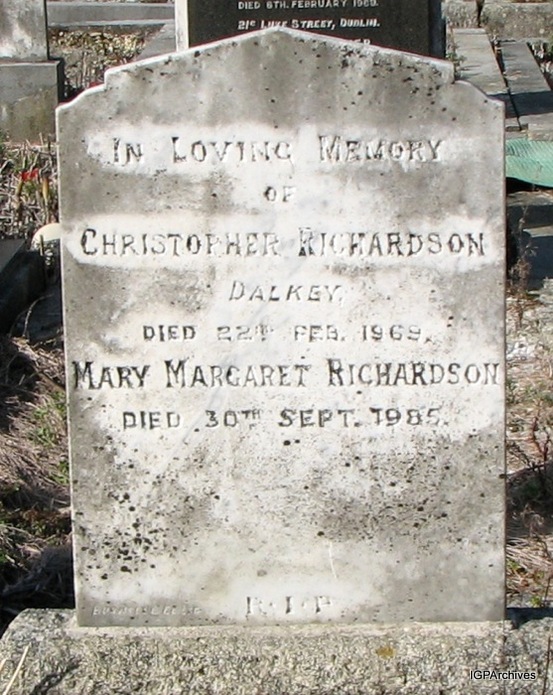 DIED 6TH. FEBRUARY 1969.
21C LUKE STREET, DUBLIN.
IN LOVING MEMORY
OF
CHRISTOPHER RICHARDSON
DALKEY.
DIED 22ND FEB. 1969.
MARY MARGARET RICHARDSON
DIED 30TH SEPT. 1985.
R.I.P
IGPArchives